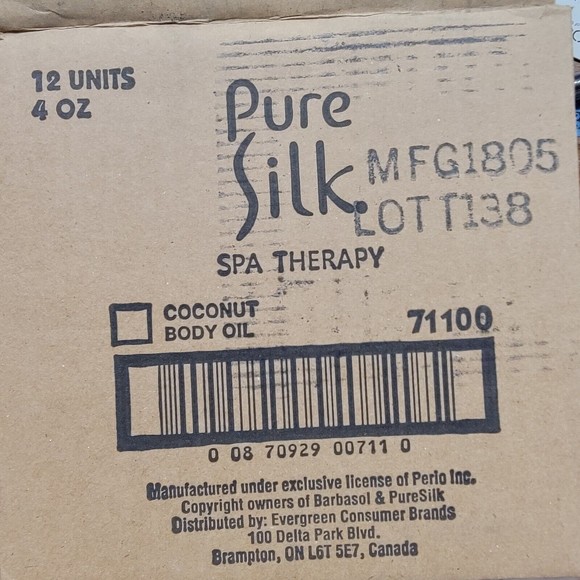 12 UNITS
4 OZ
Pure
Silk.
MFG1805
LOTT138
SPA THERAPY
COCONUT
BODY OIL
71100
0 08 70929 00711 0
Manufactured under exclusive license of Perio Inc.
Copyright owners of Barbasol & PureSilk
Distributed by: Evergreen Consumer Brands
100 Delta Park Blvd.
Brampton, ON L6T 5E7, Canada